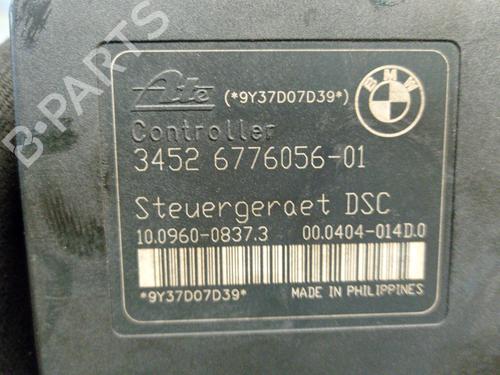 Ate (*9Y37D07D39*)
BMW
Controller
3452 6776056-01
Steuergeraet DSC
10.0960-0837.3 00.0404-014D.0
*9Y37D07D39* MADE IN PHILIPPINES
B-PARTS